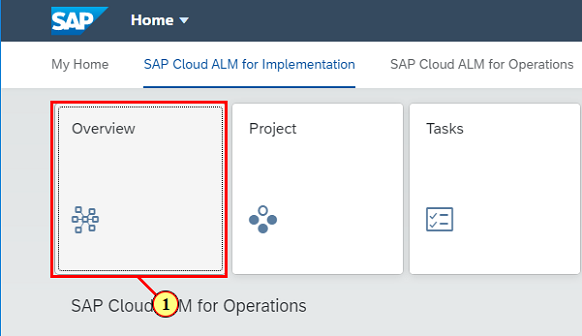 SAP Home
My Home SAP Cloud ALM for Implementation SAP Cloud ALM for Operations
Overview Project Tasks
1
SAP Cloud ALM for Operations